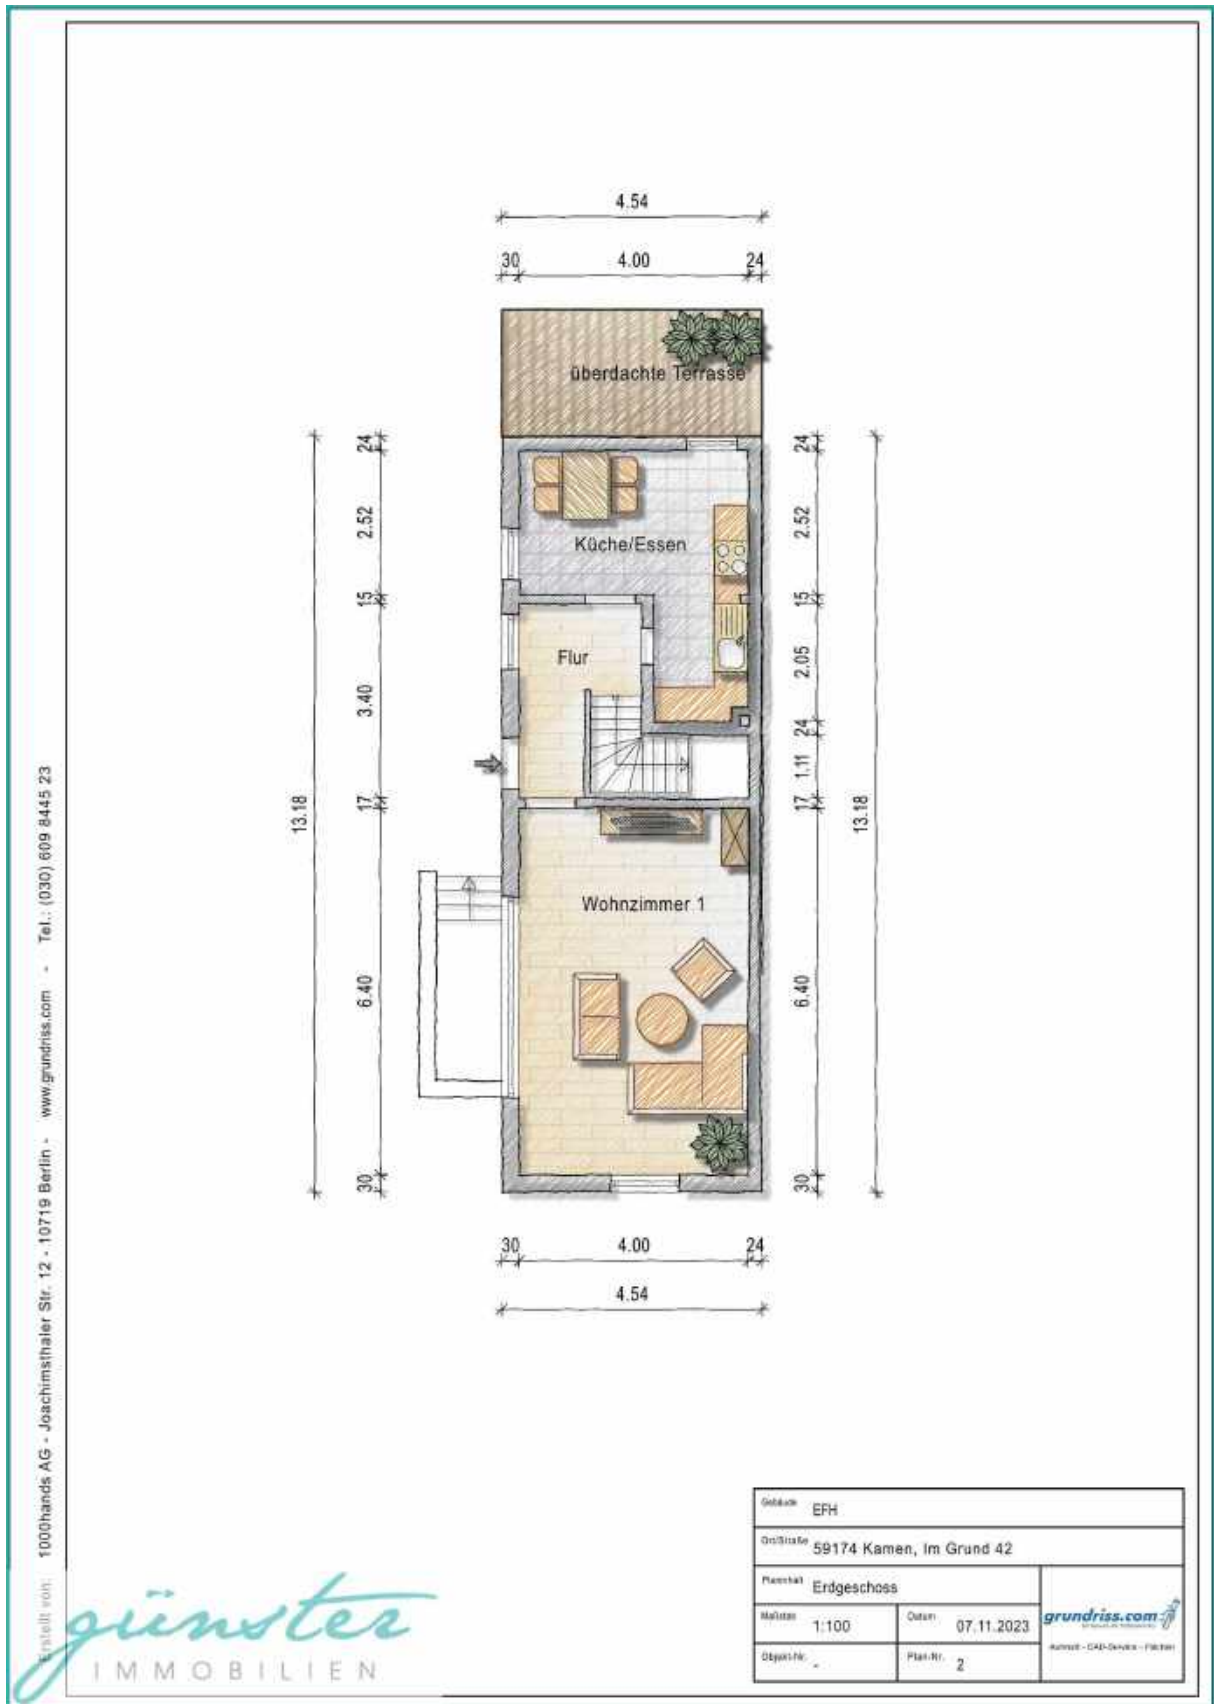 4.54
30 4.00 24
überdachte Terrasse
24 24
2.52 2.52
Küche/Essen
15 15
Flur
2.05
3.40
24
1.11
17 17
13.18 13.18
Wohnzimmer 1
6.40 6.40
30 30
30 4.00 24
4.54
Erstellt von: 1000hands AG - Joachimsthaler Str. 12 - 10719 Berlin - www.grundriss.com - Tel.: (030) 609 8445 23
günster
IMMOBILIEN
Gebäude EFH
Ort/Straße 59174 Kamen, Im Grund 42
Planinhalt Erdgeschoss
Maßstab 1:100 Datum 07.11.2023
grundriss.com
Objekt-Nr. - Plan-Nr. 2